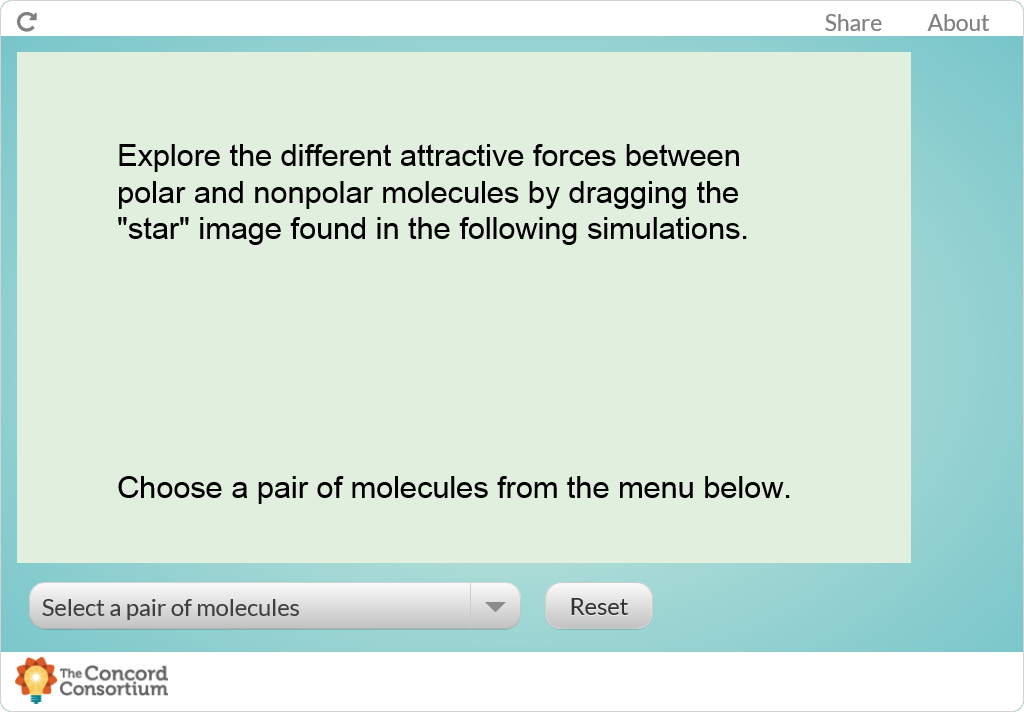 Share About
Explore the different attractive forces between
polar and nonpolar molecules by dragging the
"star" image found in the following simulations.
Choose a pair of molecules from the menu below.
Select a pair of molecules Reset
The Concord
Consortium